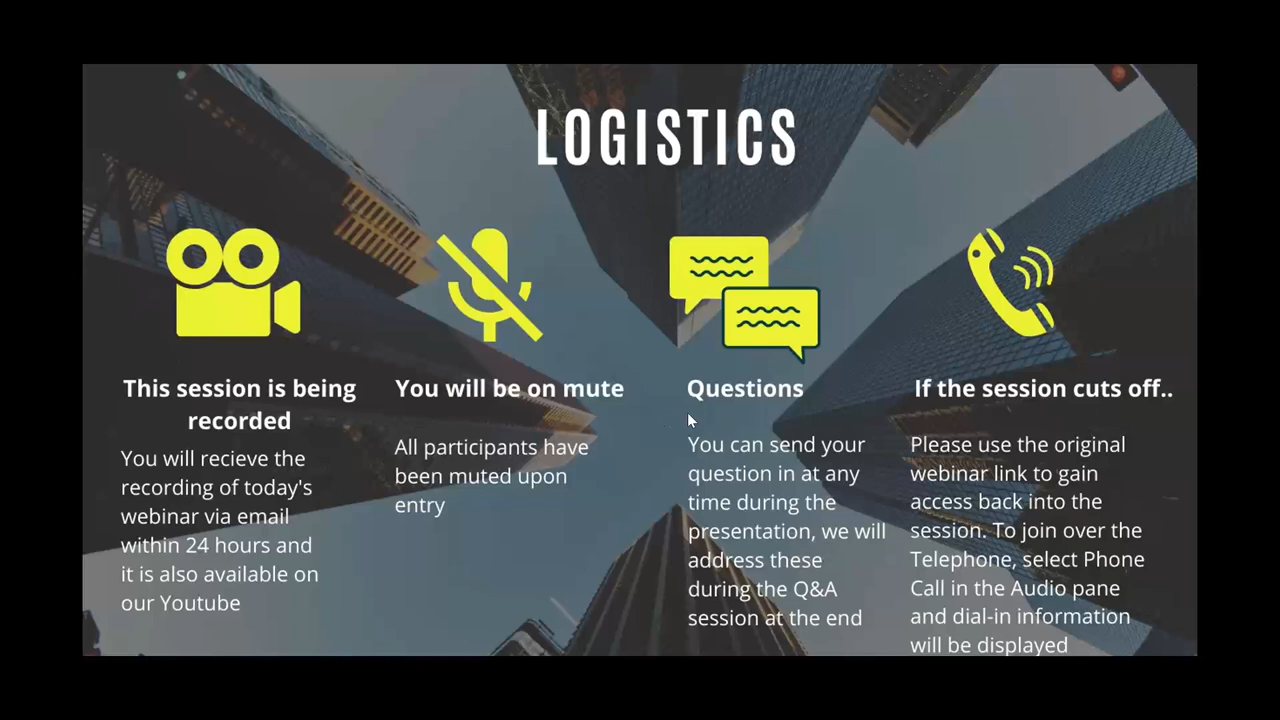 LOGISTICS
This session is being
recorded
You will recieve the
recording of today's
webinar via email
within 24 hours and
it is also available on
our Youtube
You will be on mute
All participants have
been muted upon
entry
Questions
You can send your
question in at any
time during the
presentation, we will
address these
during the Q&A
session at the end
If the session cuts off..
Please use the original
webinar link to gain
access back into the
session. To join over the
Telephone, select Phone
Call in the Audio pane
and dial-in information
will be displayed